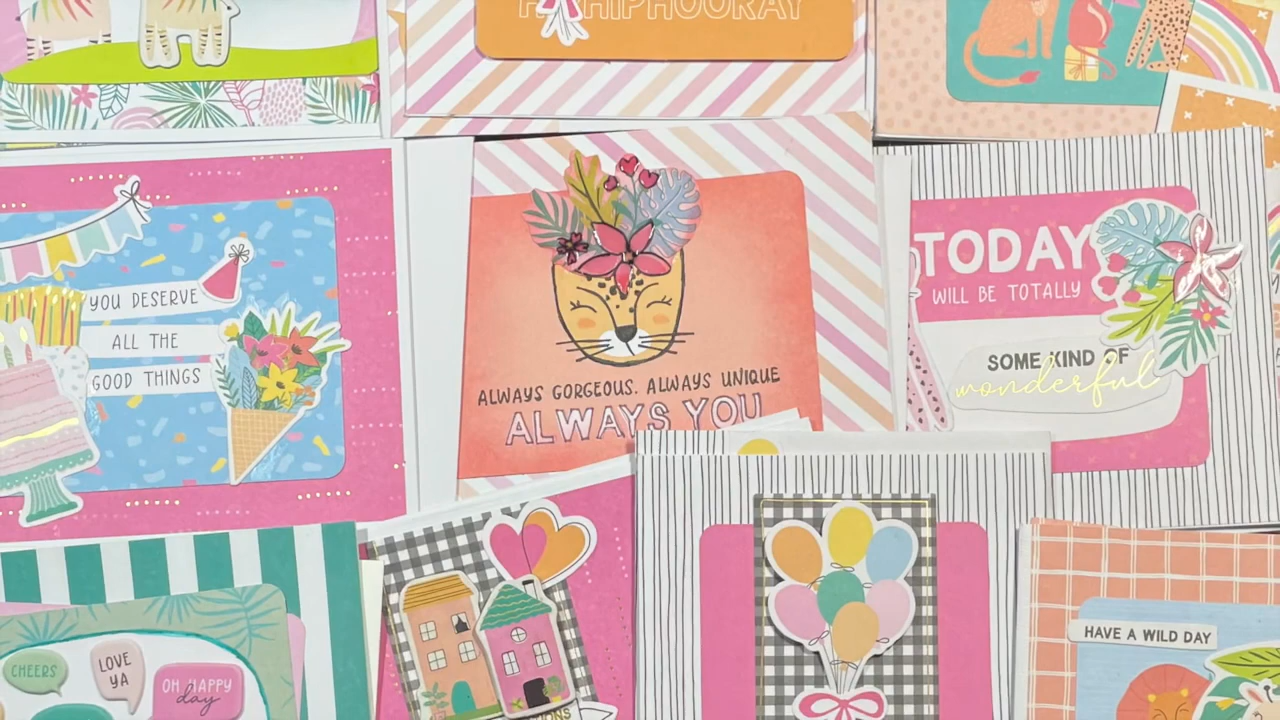 HIPHOORAY
YOU DESERVE
ALL THE
GOOD THINGS
ALWAYS GORGEOUS. ALWAYS UNIQUE
ALWAYS YOU
TODAY
WILL BE TOTALLY
SOME KIND OF
wonderful
CHEERS
LOVE
YA
OH HAPPY
day
HAVE A WILD DAY